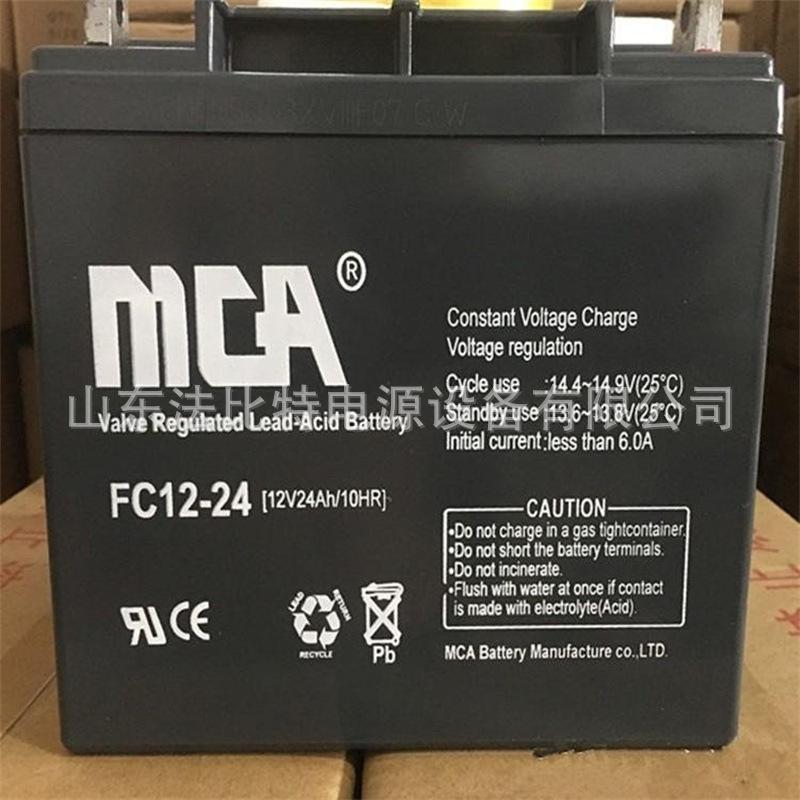 MCA®
Valve Regulated Lead-Acid Battery
FC12-24 [12V24Ah/10HR]
CE
LEAD
RETURN
RECYCLE
Pb
Constant Voltage Charge
Voltage regulation
Cycle use :14.4~14.9V(25°C)
Standby use :13.6~13.8V(25°C)
Initial current:less than 6.0A
CAUTION
•Do not charge in a gas tightcontainer.
•Do not short the battery terminals.
•Do not incinerate.
•Flush with water at once if contact
is made with electrolyte(Acid).
MCA Battery Manufacture co.,LTD.
山东法比特电源设备有限公司